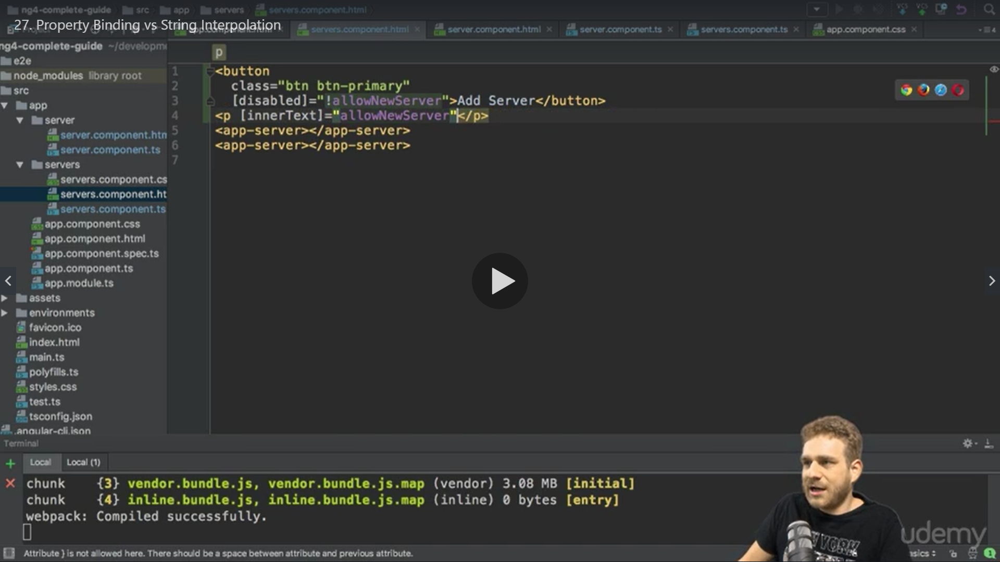 ng4-complete-guide src app servers servers.component.html
27. Property Binding vs String Interpolation
servers.component.html server.component.html server.component.ts servers.component.ts app.component.css
ng4-complete-guide ~/developme
e2e
node_modules library root
src
app
server
server.component.htm
server.component.ts
servers
servers.component.cs
servers.component.ht
servers.component.ts
app.component.css
app.component.html
app.component.spec.ts
app.component.ts
app.module.ts
assets
environments
favicon.ico
index.html
main.ts
polyfills.ts
styles.css
test.ts
tsconfig.json
.angular-cli.json
p
1 <button
2 class="btn btn-primary"
3 [disabled]="!allowNewServer">Add Server</button>
4 <p [innerText]="allowNewServer"</p>
5 <app-server></app-server>
6 <app-server></app-server>
7
Terminal
Local Local (1)
chunk {3} vendor.bundle.js, vendor.bundle.js.map (vendor) 3.08 MB [initial]
chunk {4} inline.bundle.js, inline.bundle.js.map (inline) 0 bytes [entry]
webpack: Compiled successfully.
YORK
udemy
Attribute } is not allowed here. There should be a space between attribute and previous attribute.